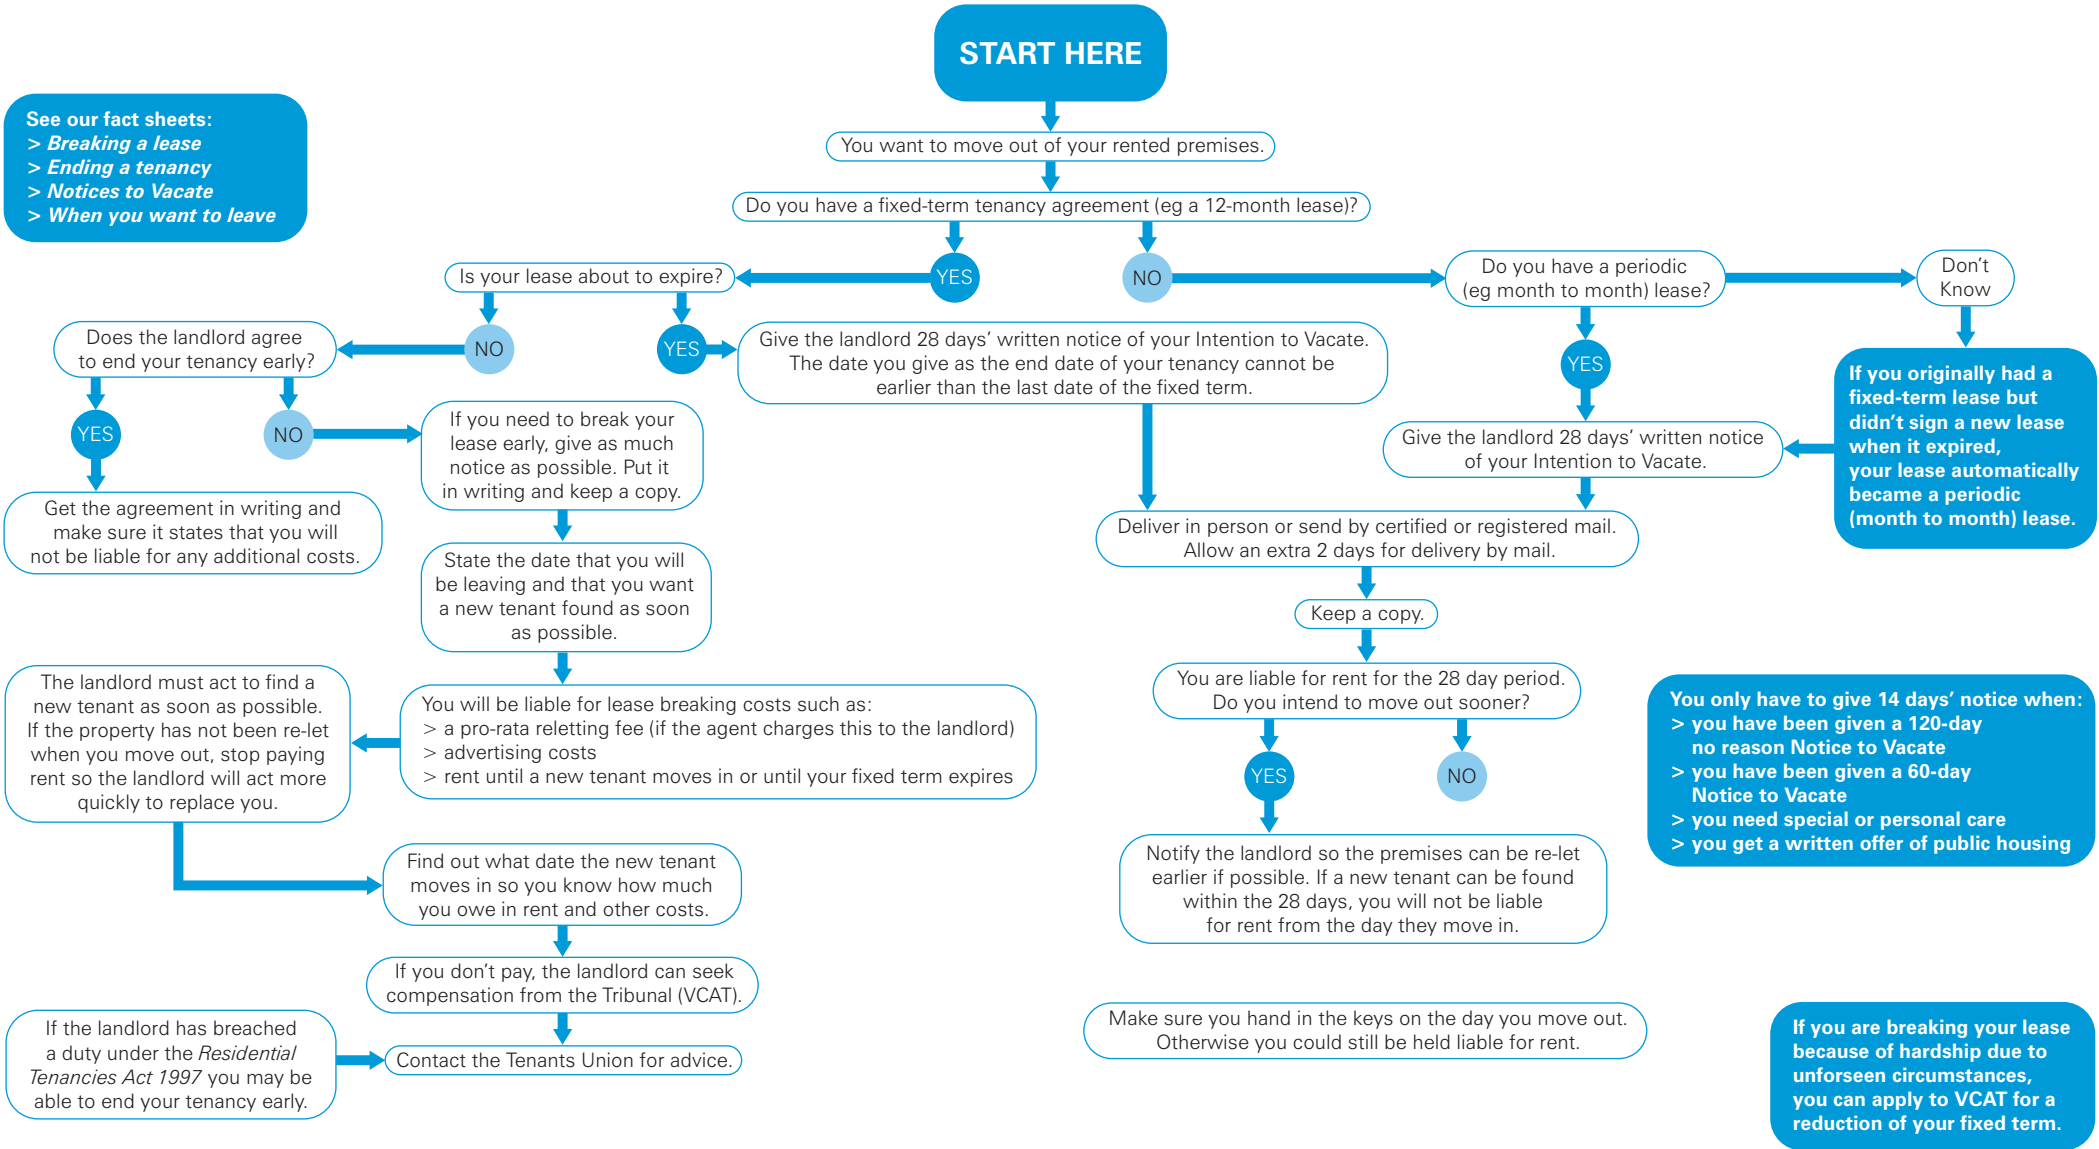 START HERE
See our fact sheets:
> Breaking a lease
> Ending a tenancy
> Notices to Vacate
> When you want to leave
You want to move out of your rented premises.
Do you have a fixed-term tenancy agreement (eg a 12-month lease)?
YES
NO
Is your lease about to expire?
NO
YES
Does the landlord agree
to end your tenancy early?
YES
NO
Get the agreement in writing and
make sure it states that you will
not be liable for any additional costs.
If you need to break your
lease early, give as much
notice as possible. Put it
in writing and keep a copy.
State the date that you will
be leaving and that you want
a new tenant found as soon
as possible.
You will be liable for lease breaking costs such as:
> a pro-rata reletting fee (if the agent charges this to the landlord)
> advertising costs
> rent until a new tenant moves in or until your fixed term expires
The landlord must act to find a
new tenant as soon as possible.
If the property has not been re-let
when you move out, stop paying
rent so the landlord will act more
quickly to replace you.
Find out what date the new tenant
moves in so you know how much
you owe in rent and other costs.
If you don't pay, the landlord can seek
compensation from the Tribunal (VCAT).
If the landlord has breached
a duty under the Residential
Tenancies Act 1997 you may be
able to end your tenancy early.
Contact the Tenants Union for advice.
Give the landlord 28 days' written notice of your Intention to Vacate.
The date you give as the end date of your tenancy cannot be
earlier than the last date of the fixed term.
Do you have a periodic
(eg month to month) lease?
Don't
Know
YES
If you originally had a
fixed-term lease but
didn't sign a new lease
when it expired,
your lease automatically
became a periodic
(month to month) lease.
Give the landlord 28 days' written notice
of your Intention to Vacate.
Deliver in person or send by certified or registered mail.
Allow an extra 2 days for delivery by mail.
Keep a copy.
You are liable for rent for the 28 day period.
Do you intend to move out sooner?
YES
NO
Notify the landlord so the premises can be re-let
earlier if possible. If a new tenant can be found
within the 28 days, you will not be liable
for rent from the day they move in.
Make sure you hand in the keys on the day you move out.
Otherwise you could still be held liable for rent.
You only have to give 14 days' notice when:
> you have been given a 120-day
no reason Notice to Vacate
> you have been given a 60-day
Notice to Vacate
> you need special or personal care
> you get a written offer of public housing
If you are breaking your lease
because of hardship due to
unforseen circumstances,
you can apply to VCAT for a
reduction of your fixed term.